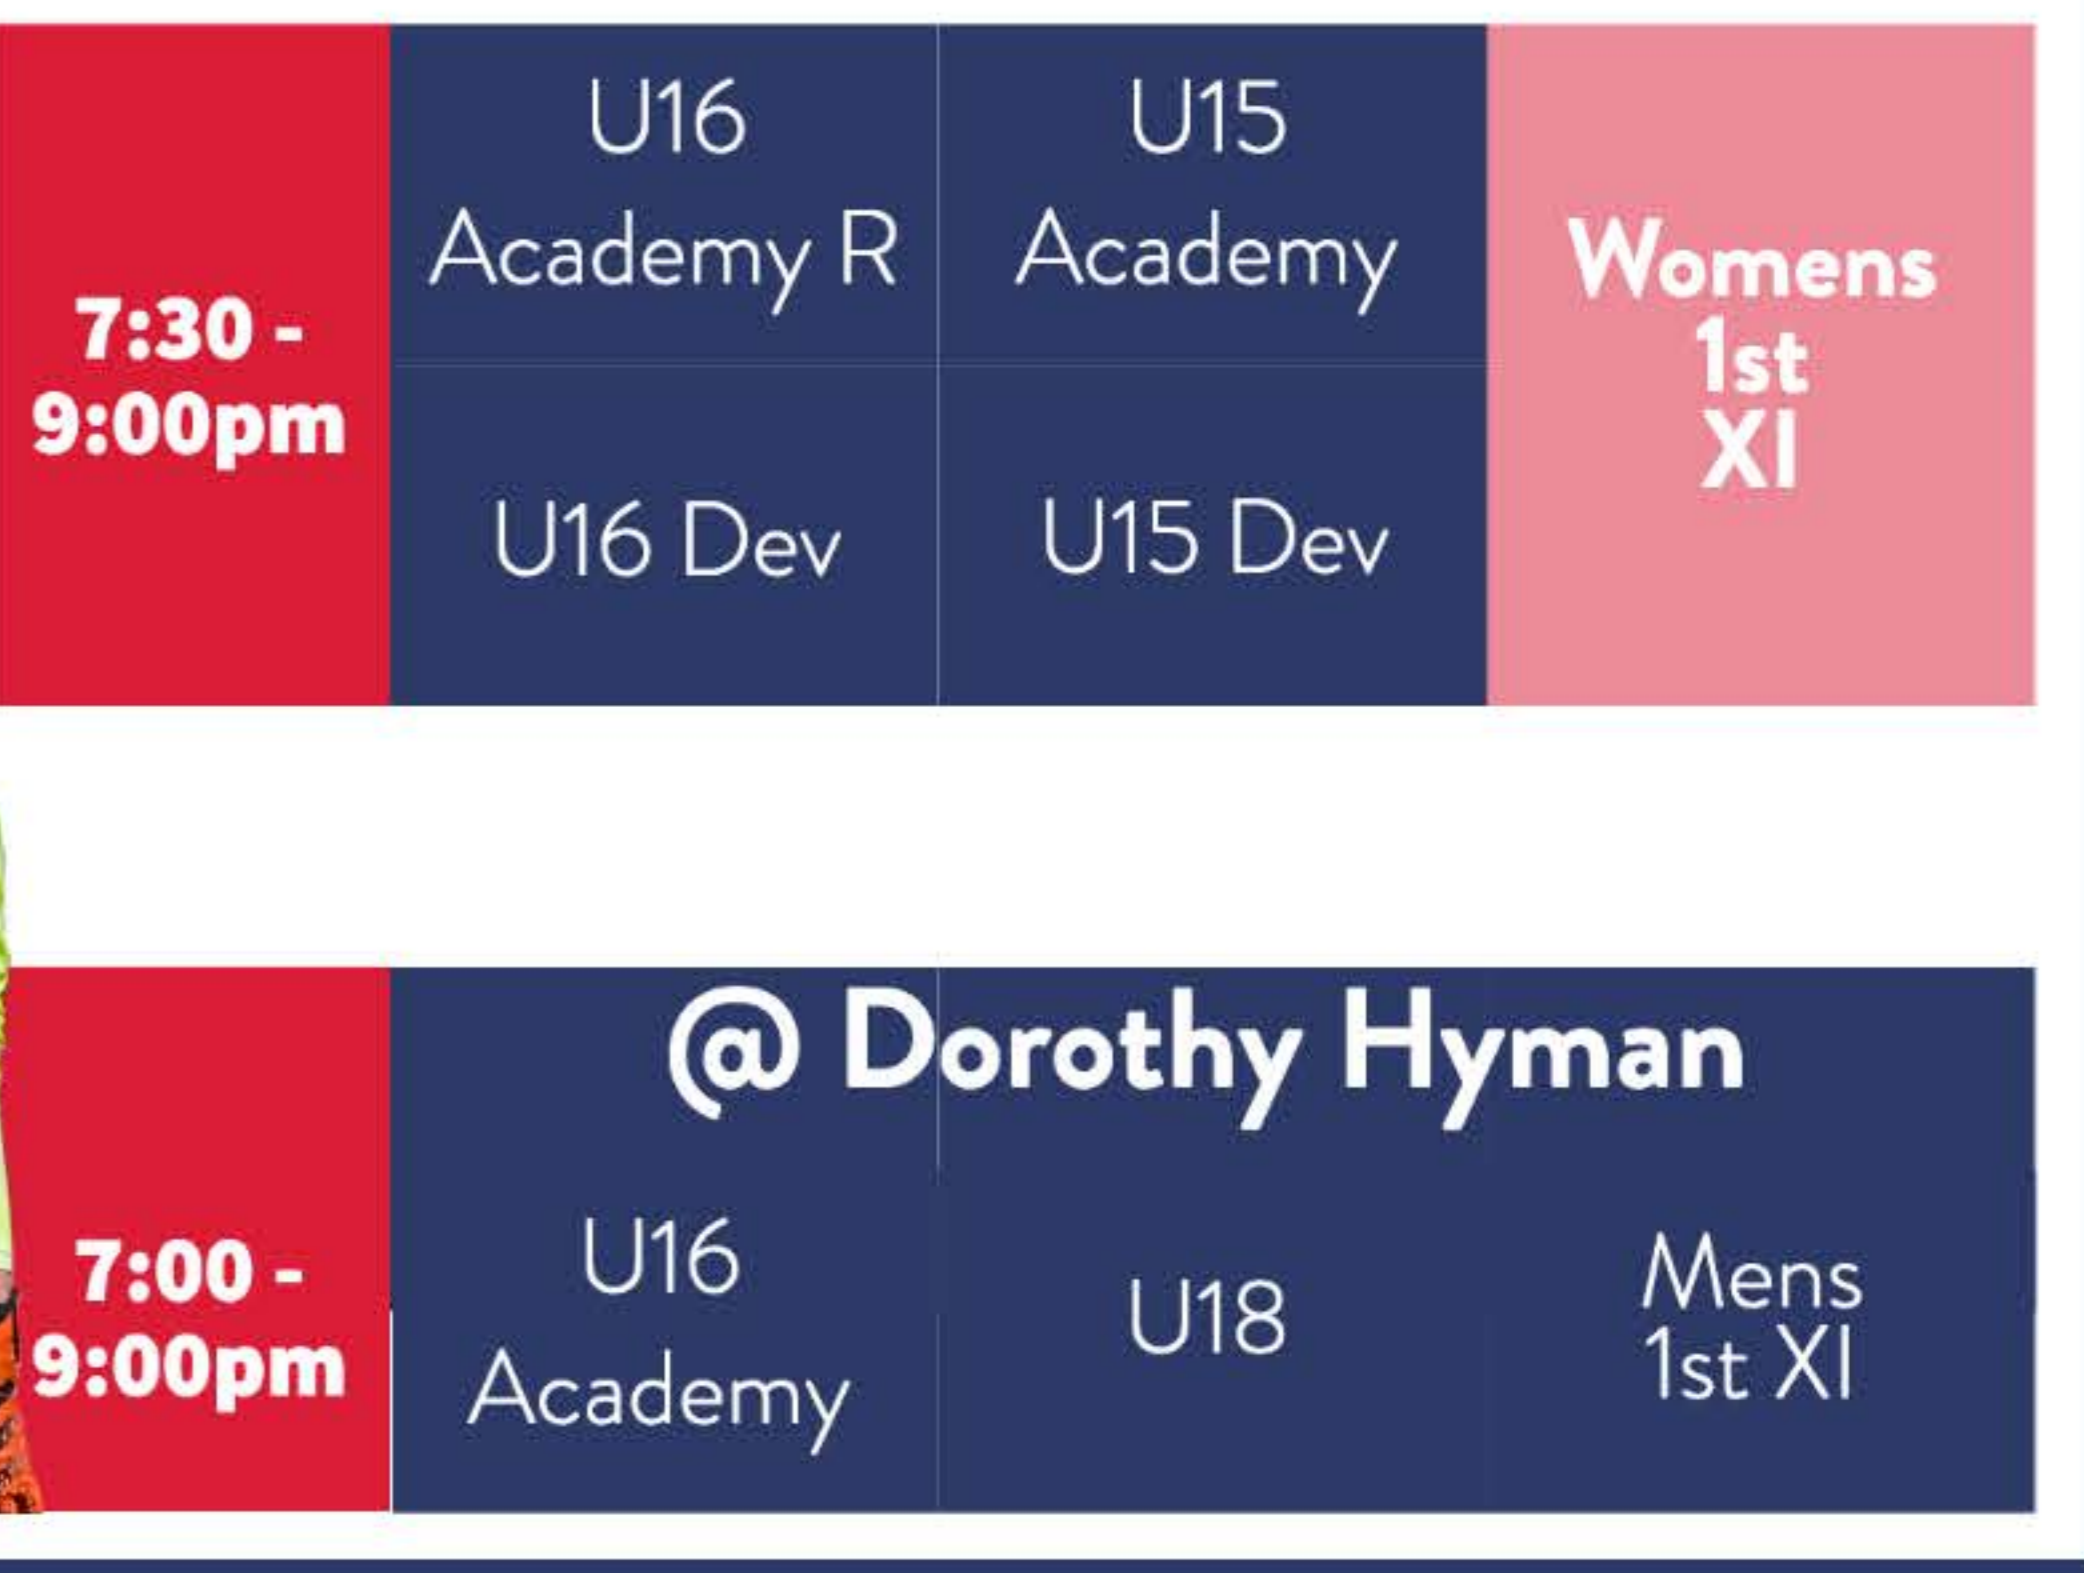 7:30 -
9:00pm
U16
Academy R
U15
Academy
Womens
1st
XI
U16 Dev
U15 Dev
@ Dorothy Hyman
7:00 -
9:00pm
U16
Academy
U18
Mens
1st XI